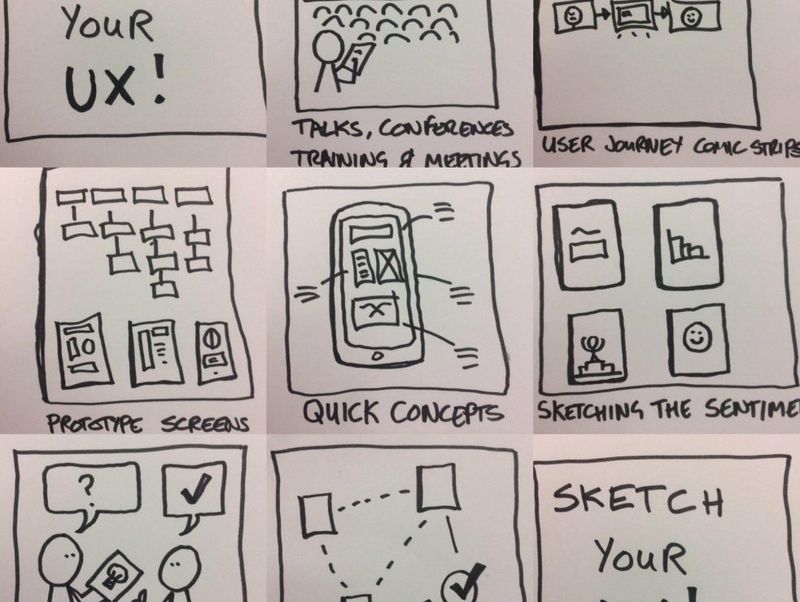 YOUR
UX!
TALKS, CONFERENCES
TRAINING & MEETINGS
USER JOURNEY COMIC STRIPS
PROTOTYPE SCREENS
QUICK CONCEPTS
SKETCHING THE SENTIME
?
SKETCH
YOUR